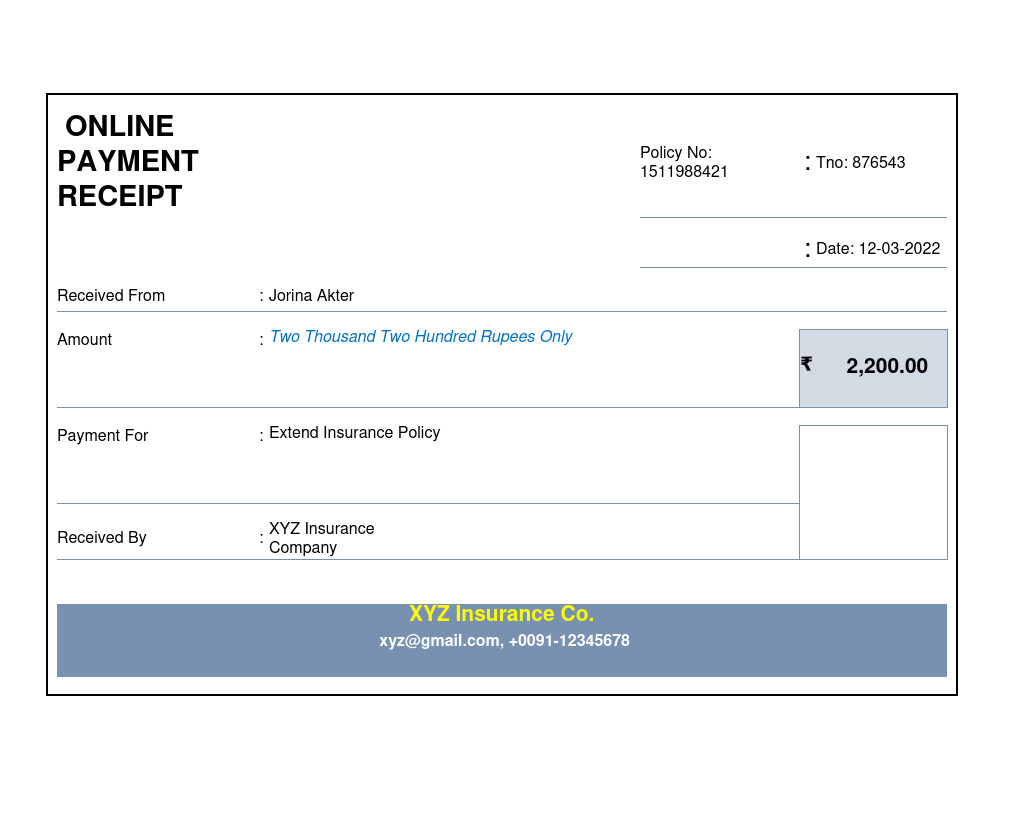 ONLINE
PAYMENT
RECEIPT
Policy No:
1511988421
: Tno: 876543
: Date: 12-03-2022
Received From : Jorina Akter
Amount : Two Thousand Two Hundred Rupees Only
₹ 2,200.00
Payment For : Extend Insurance Policy
Received By : XYZ Insurance
Company
XYZ Insurance Co.
xyz@gmail.com, +0091-12345678